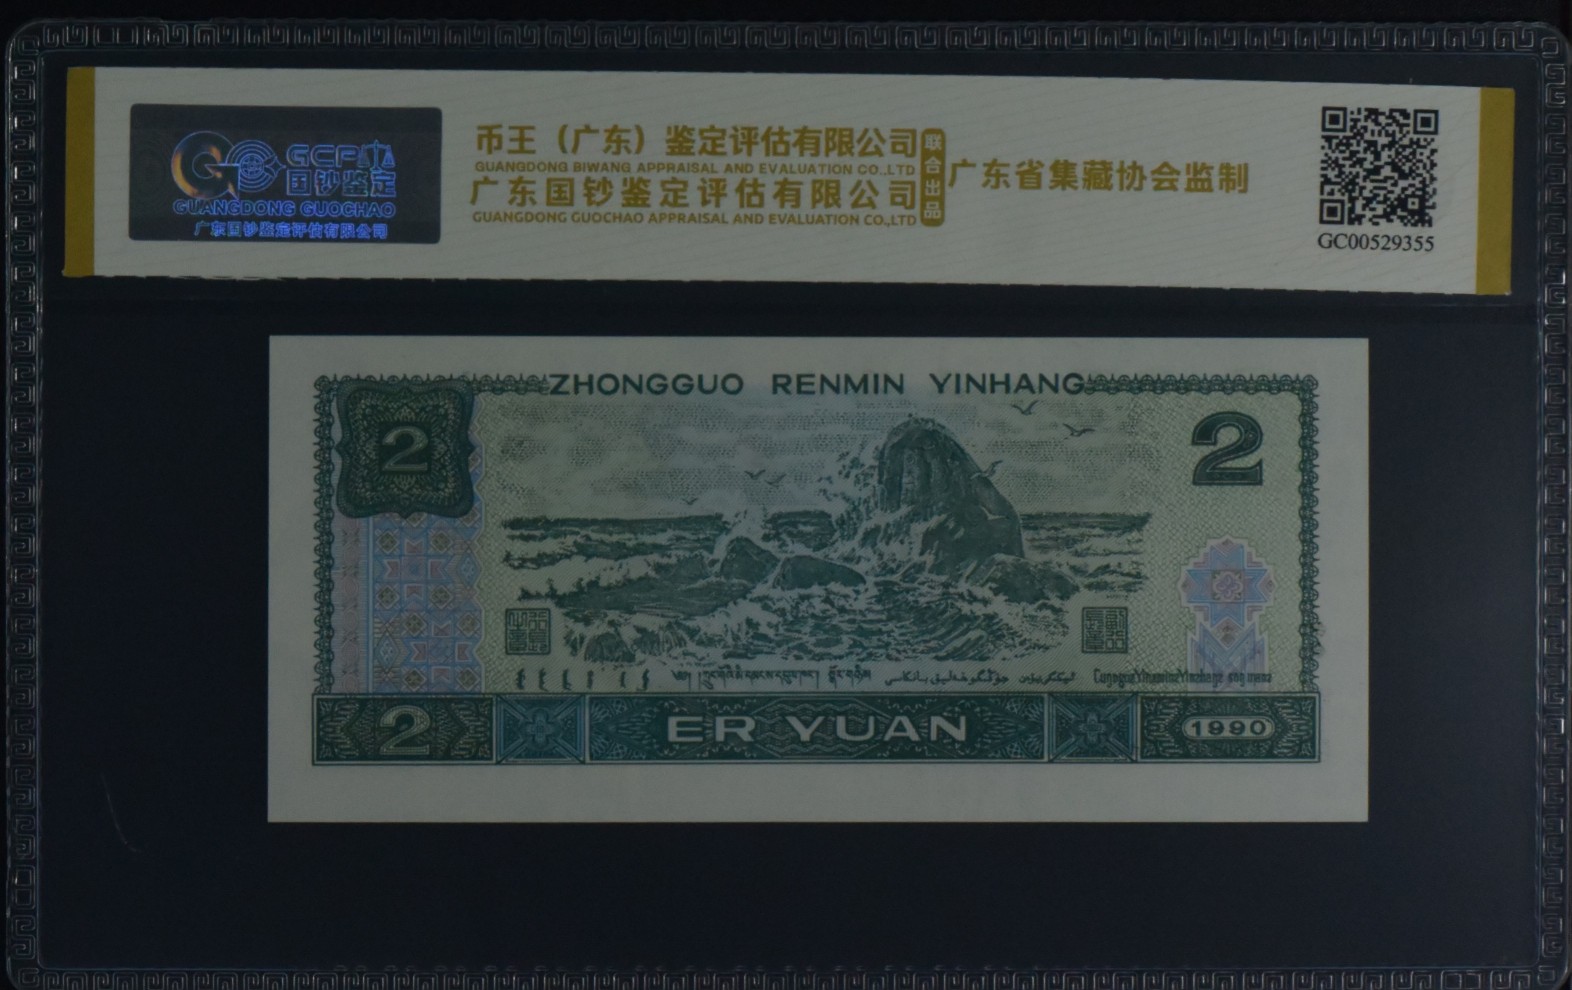 GCP
国钞鉴定
GUANGDONG GUOCHAO
广东国钞鉴定评估有限公司
币王（广东）鉴定评估有限公司
GUANGDONG BIWANG APPRAISAL AND EVALUATION CO.,LTD
广东国钞鉴定评估有限公司
GUANGDONG GUOCHAO APPRAISAL AND EVALUATION CO.,LTD
联合出品
广东省集藏协会监制
GC00529355
ZHONGGUO RENMIN YINHANG
2
2
2
ER YUAN
1990